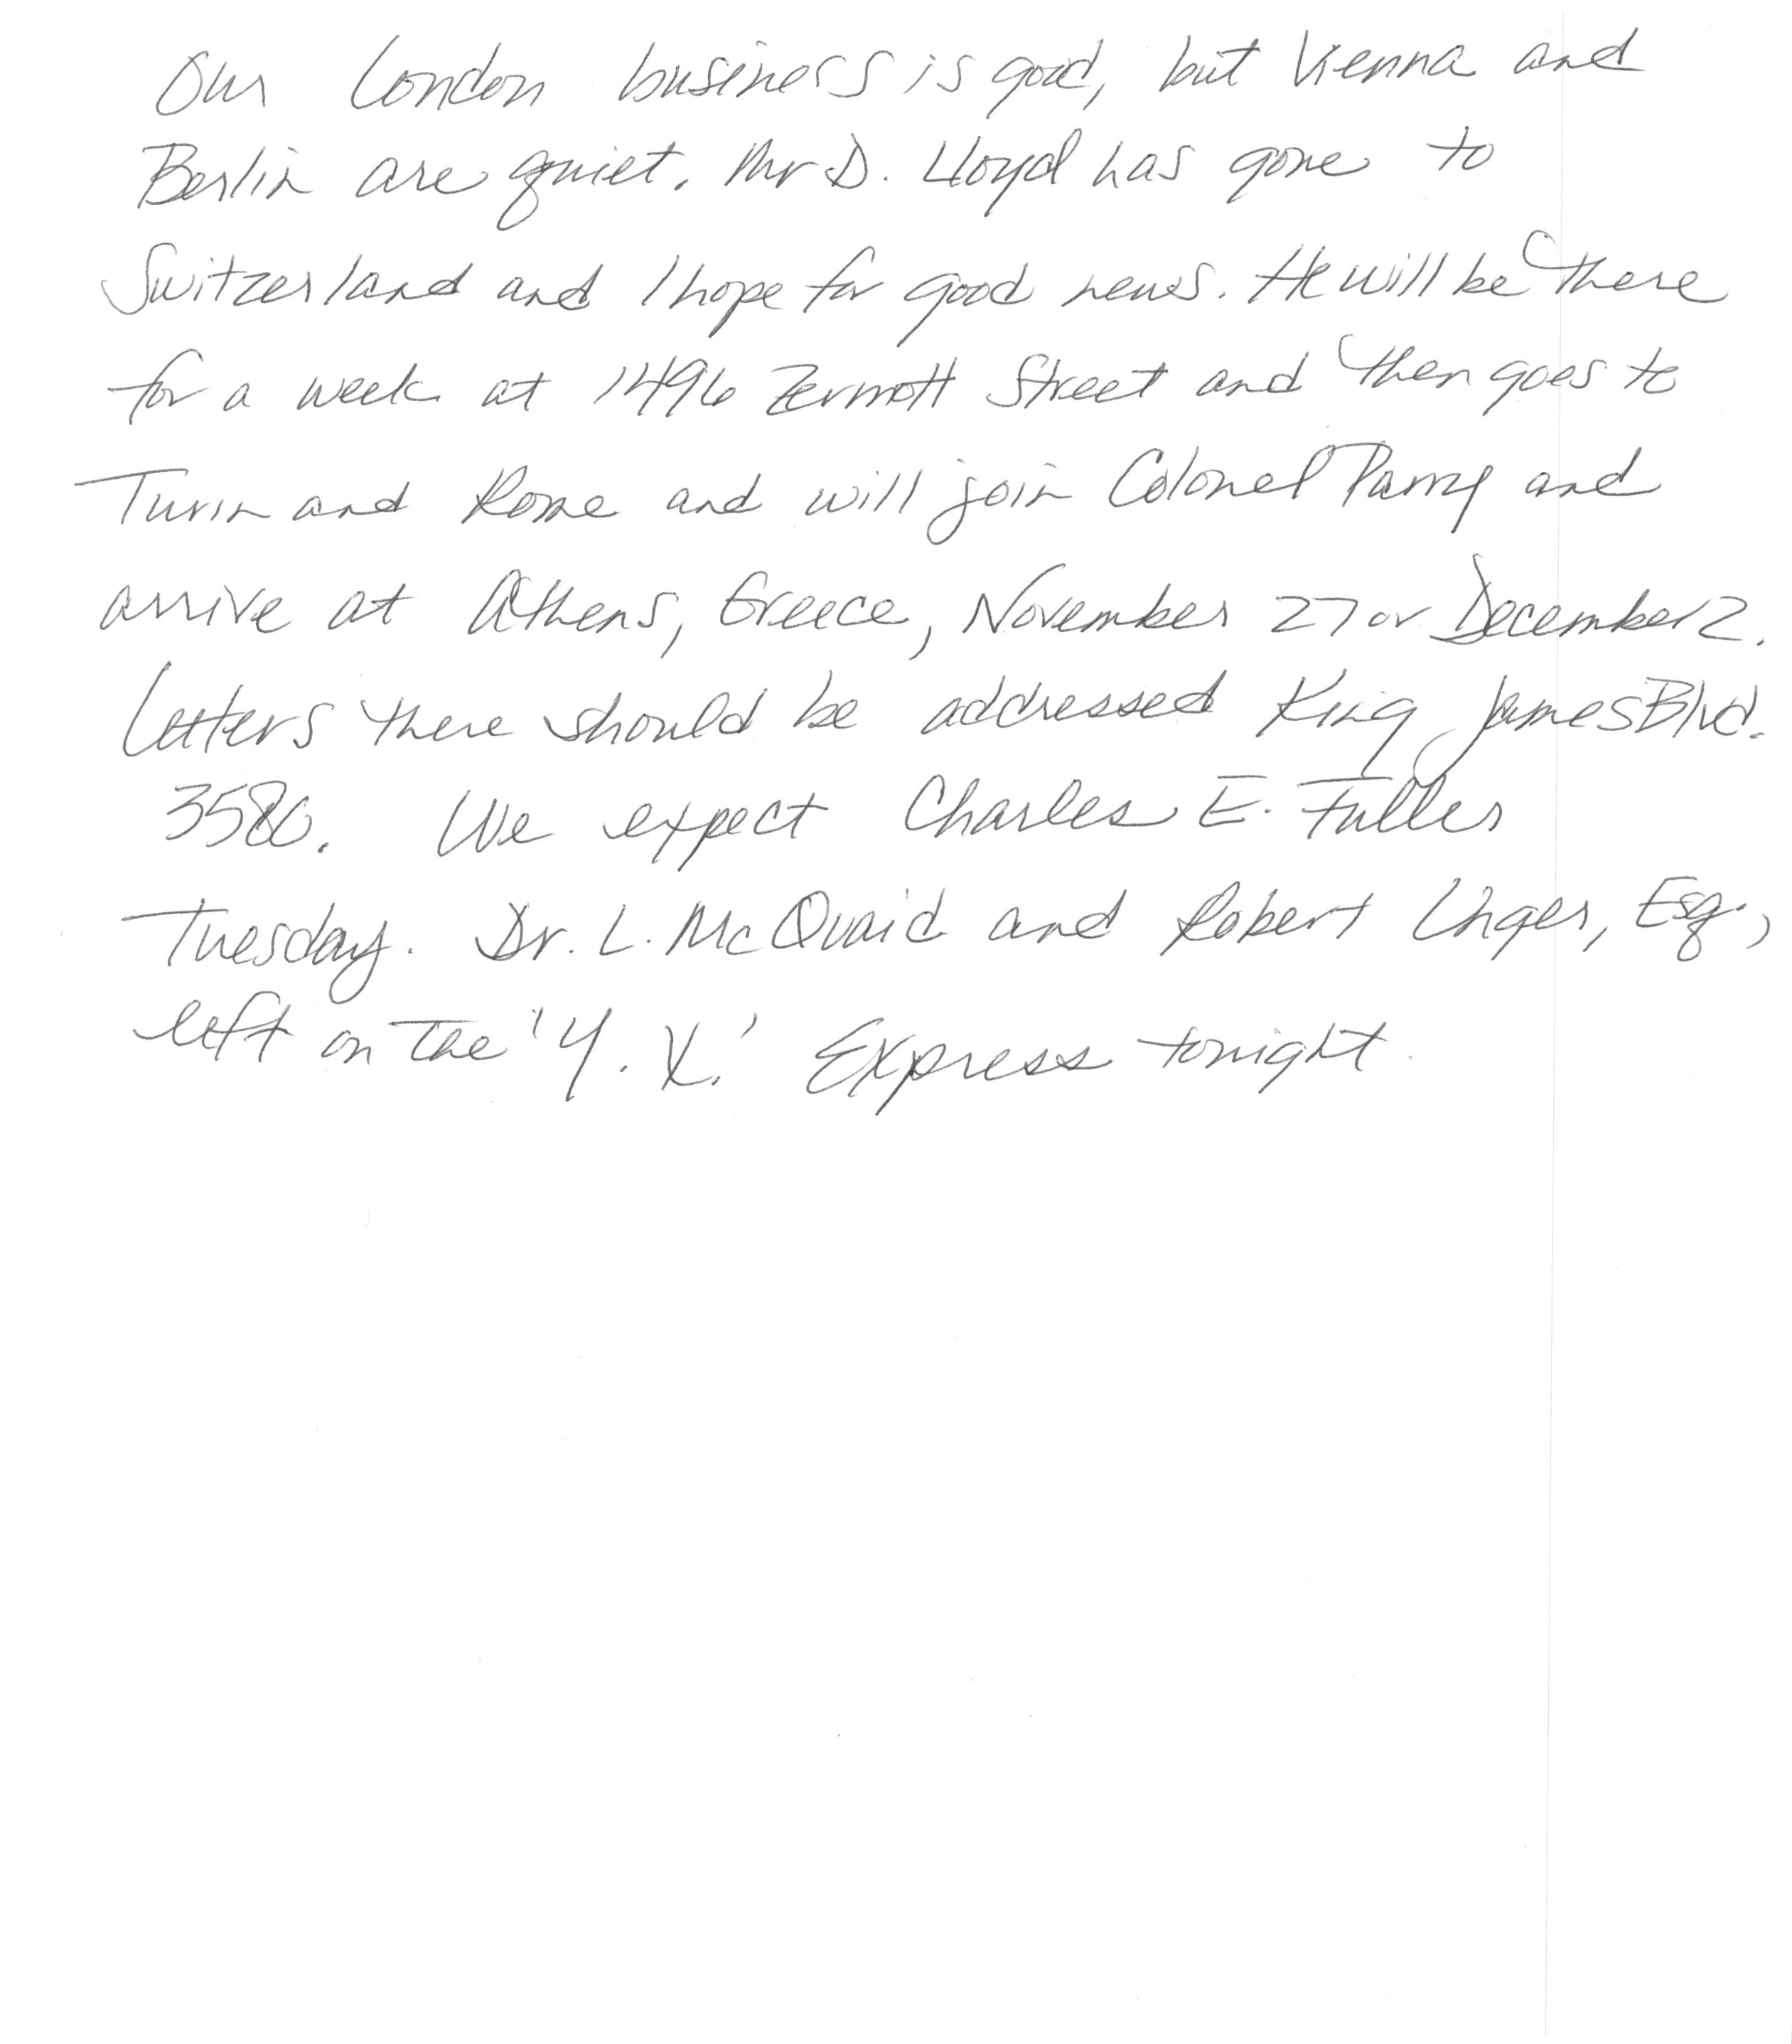 Our London business is good, but Vienna and
Berlin are quiet. Mr D. Lloyd has gone to
Switzerland and I hope for good news. He will be there
for a week at 1496 Zermott Street and then goes to
Turin and Rome and will join Colonel Parry and
arrive at Athens, Greece, November 27 or December 2.
Letters there should be addressed King James Blvd.
3580. We expect Charles E. Fuller
Tuesday. Dr. L. McQuaid and Robert Unger, Esq.,
left on the 'Y. X.' Express tonight.